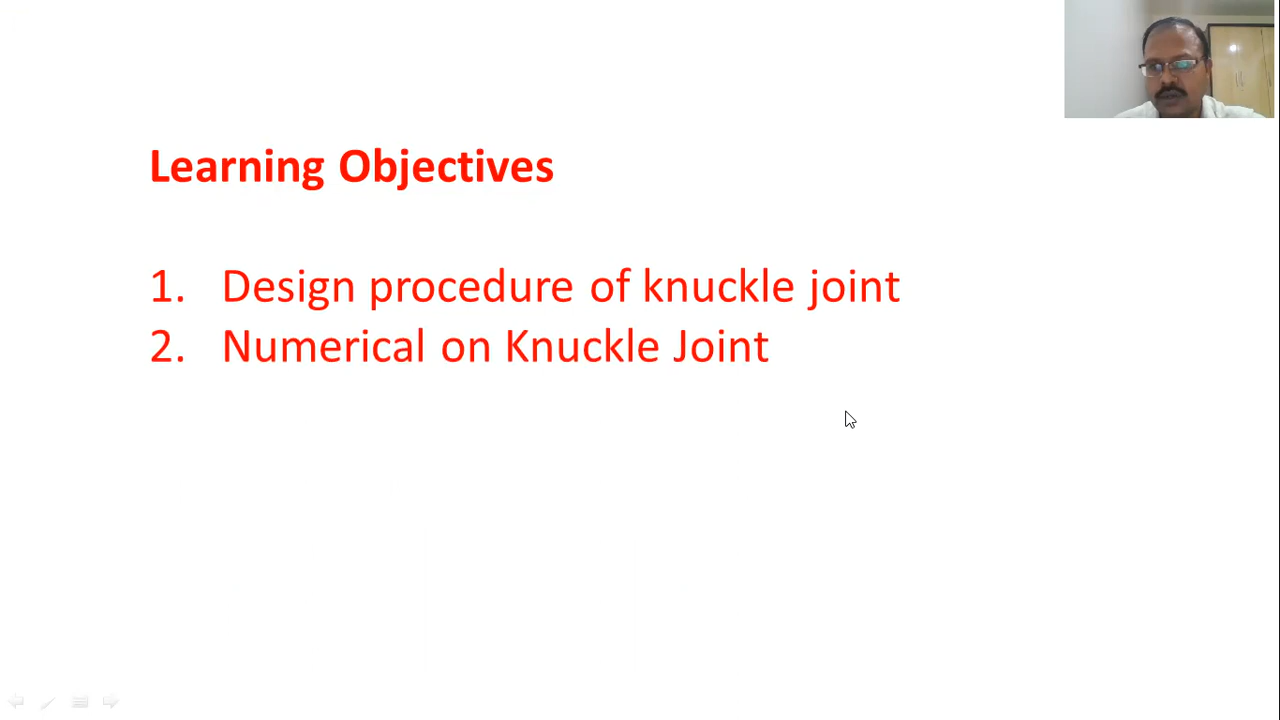 Learning Objectives
1. Design procedure of knuckle joint
2. Numerical on Knuckle Joint